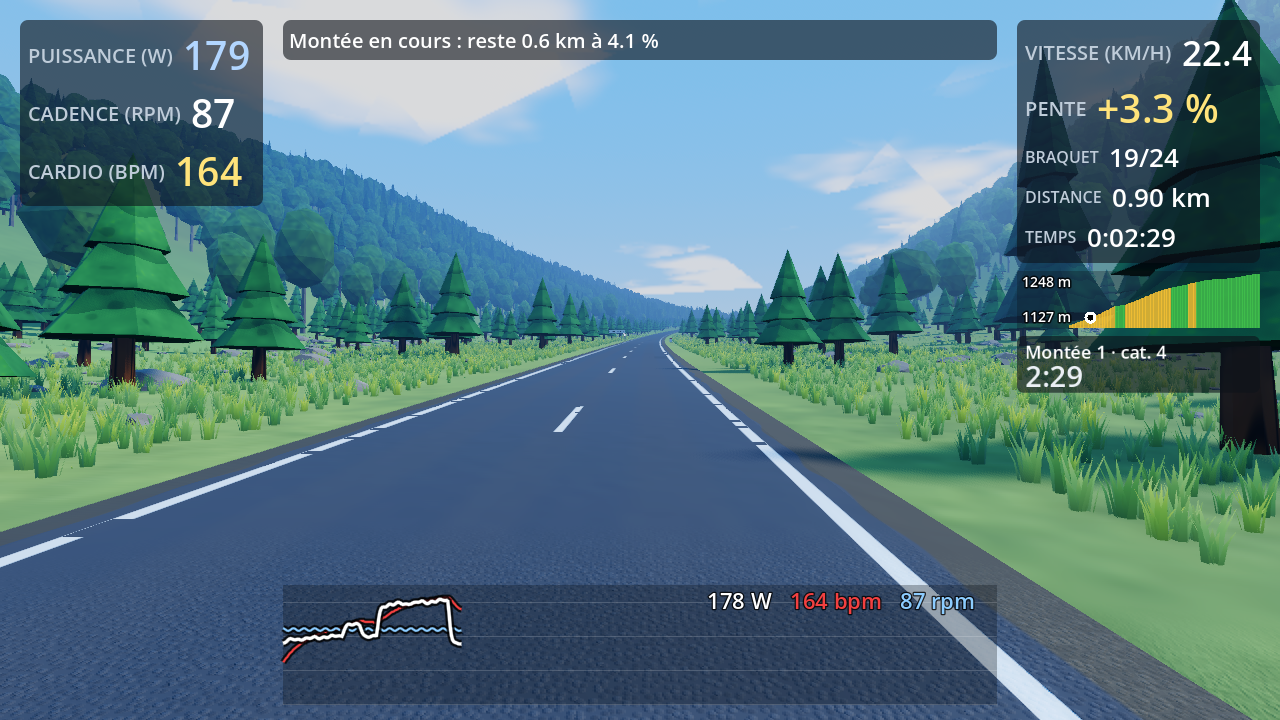 PUISSANCE (W) 179
CADENCE (RPM) 87
CARDIO (BPM) 164
Montée en cours : reste 0.6 km à 4.1 %
VITESSE (KM/H) 22.4
PENTE +3.3 %
BRAQUET 19/24
DISTANCE 0.90 km
TEMPS 0:02:29
1248 m
1127 m
Montée 1 · cat. 4
2:29
178 W 164 bpm 87 rpm